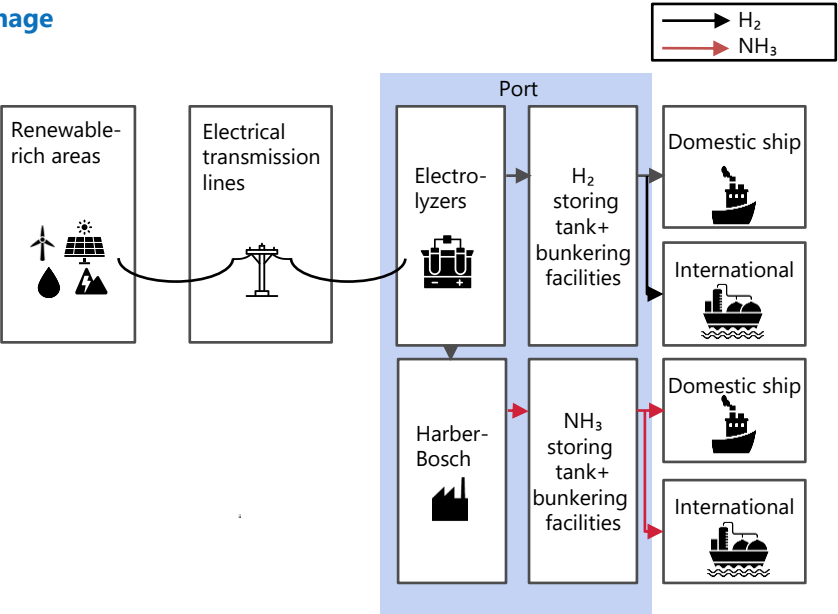 nage
H₂
NH₃
Port
Renewable-
rich areas
Electrical
transmission
lines
Electro-
lyzers
H₂
storing
tank+
bunkering
facilities
Domestic ship
International
Harber-
Bosch
NH₃
storing
tank+
bunkering
facilities
Domestic ship
International